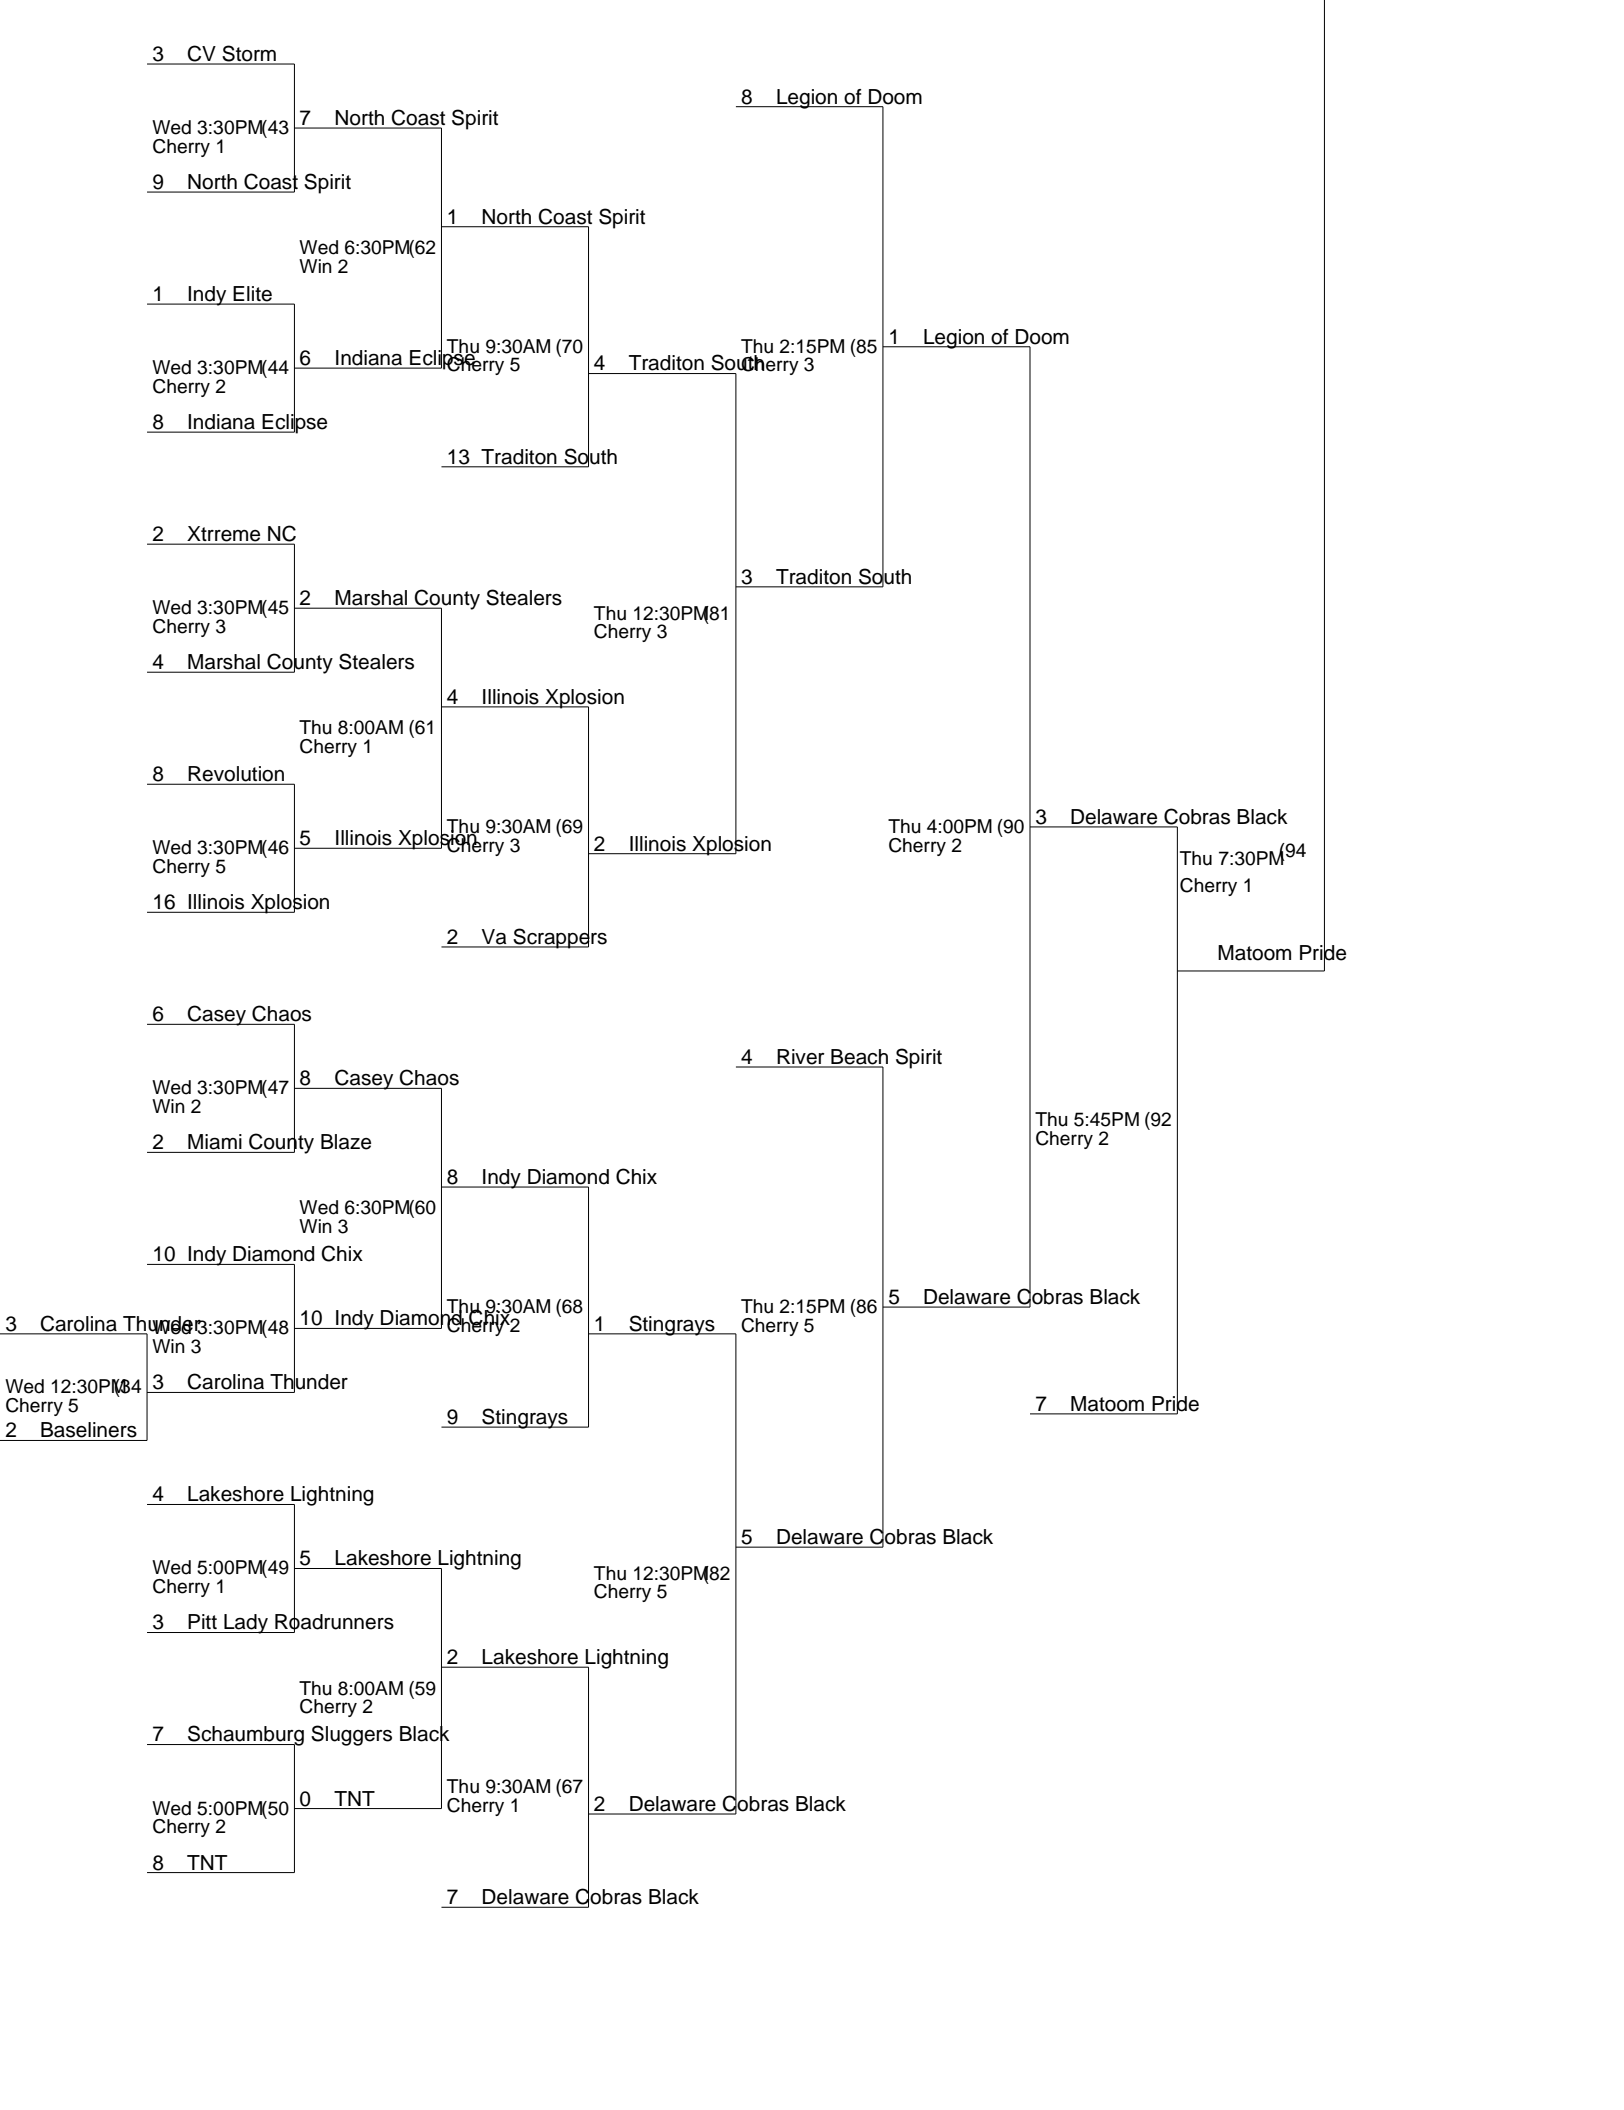 3 CV Storm
8 Legion of Doom
7 North Coast Spirit
Wed 3:30PM(43
Cherry 1
9 North Coast Spirit
1 North Coast Spirit
Wed 6:30PM(62
Win 2
1 Indy Elite
1 Legion of Doom
Thu 9:30AM (70
Cherry 5
Thu 2:15PM (85
Cherry 3
6 Indiana Eclipse
4 Traditon South
Wed 3:30PM(44
Cherry 2
8 Indiana Eclipse
13 Traditon South
2 Xtrreme NC
3 Traditon South
2 Marshal County Stealers
Wed 3:30PM(45
Cherry 3
Thu 12:30PM(81
Cherry 3
4 Marshal County Stealers
4 Illinois Xplosion
Thu 8:00AM (61
Cherry 1
8 Revolution
3 Delaware Cobras Black
Thu 9:30AM (69
Cherry 3
Thu 4:00PM (90
Cherry 2
5 Illinois Xplosion
2 Illinois Xplosion
Wed 3:30PM(46
Cherry 5
Thu 7:30PM(94
Cherry 1
16 Illinois Xplosion
2 Va Scrappers
Matoom Pride
6 Casey Chaos
4 River Beach Spirit
8 Casey Chaos
Wed 3:30PM(47
Win 2
Thu 5:45PM (92
Cherry 2
2 Miami County Blaze
8 Indy Diamond Chix
Wed 6:30PM(60
Win 3
10 Indy Diamond Chix
5 Delaware Cobras Black
Thu 9:30AM (68
Cherry 2
Thu 2:15PM (86
Cherry 5
10 Indy Diamond Chix
3 Carolina Thunder
1 Stingrays
Wed 3:30PM(48
Win 3
3 Carolina Thunder
Wed 12:30PM(34
Cherry 5
7 Matoom Pride
9 Stingrays
2 Baseliners
4 Lakeshore Lightning
5 Delaware Cobras Black
5 Lakeshore Lightning
Wed 5:00PM(49
Cherry 1
Thu 12:30PM(82
Cherry 5
3 Pitt Lady Roadrunners
2 Lakeshore Lightning
Thu 8:00AM (59
Cherry 2
7 Schaumburg Sluggers Black
Thu 9:30AM (67
Cherry 1
0 TNT
2 Delaware Cobras Black
Wed 5:00PM(50
Cherry 2
8 TNT
7 Delaware Cobras Black